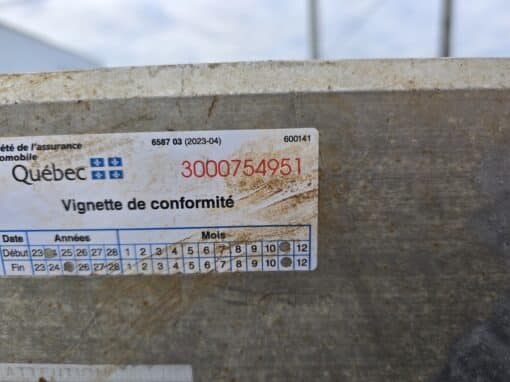 6587 03 (2023-04) 600141
été de l'assurance
omobile
Québec 3000754951
Vignette de conformité
Date Années Mois
Début 23 25 26 27 28 1 2 3 4 5 6 7 8 9 10 12
Fin 23 24 26 27 28 1 2 3 4 5 6 7 8 9 10 12
ATTENTION